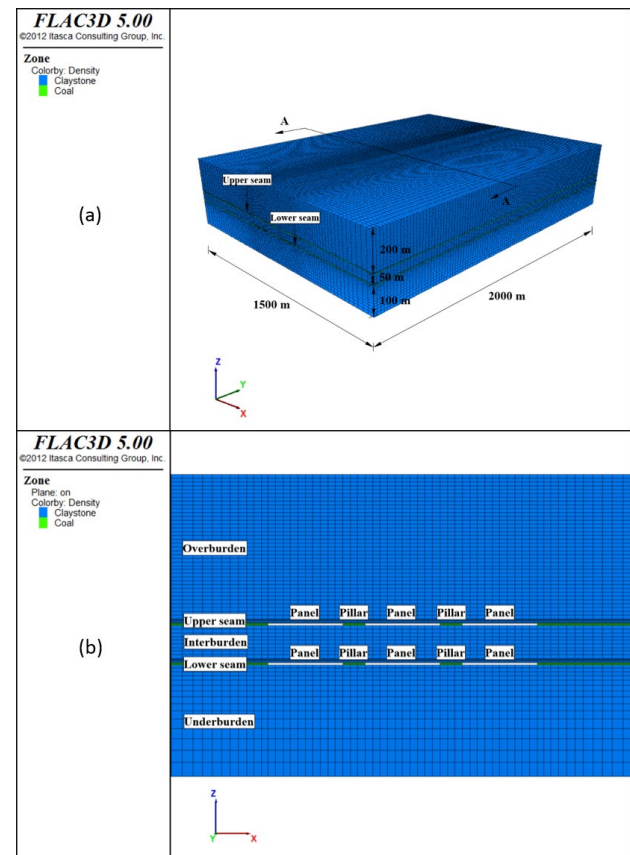 FLAC3D 5.00
©2012 Itasca Consulting Group, Inc.
Zone
Colorby: Density
Claystone
Coal
(a)
A
Upper seam
Lower seam
A
200 m
50 m
100 m
1500 m
2000 m
Z
Y
X
FLAC3D 5.00
©2012 Itasca Consulting Group, Inc.
Zone
Plane: on
Colorby: Density
Claystone
Coal
(b)
Overburden
Panel Pillar Panel Pillar Panel
Upper seam
Interburden
Panel Pillar Panel Pillar Panel
Lower seam
Underburden
Z
Y X